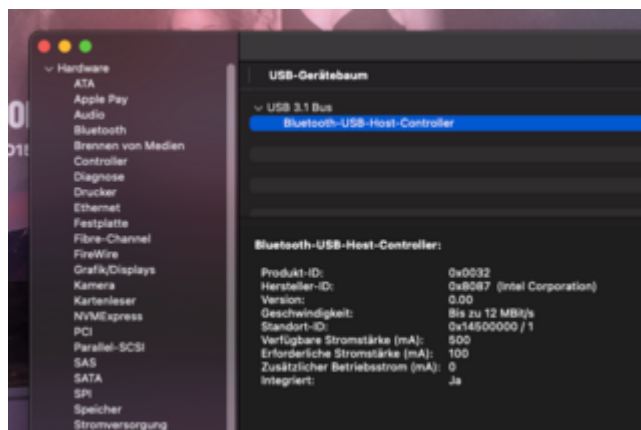 Hardware
ATA
Apple Pay
Audio
Bluetooth
Brennen von Medien
Controller
Diagnose
Drucker
Ethernet
Festplatte
Fibre-Channel
FireWire
Grafik/Displays
Kamera
Kartenleser
NVMExpress
PCI
Parallel-SCSI
SAS
SATA
SPI
Speicher
Stromversorgung
USB-Gerätebaum
USB 3.1 Bus
Bluetooth-USB-Host-Controller
Bluetooth-USB-Host-Controller:
Produkt-ID: 0x0032
Hersteller-ID: 0x8087 (Intel Corporation)
Version: 0.00
Geschwindigkeit: Bis zu 12 MBit/s
Standort-ID: 0x14500000 / 1
Verfügbare Stromstärke (mA): 500
Erforderliche Stromstärke (mA): 100
Zusätzlicher Betriebsstrom (mA): 0
Integriert: Ja